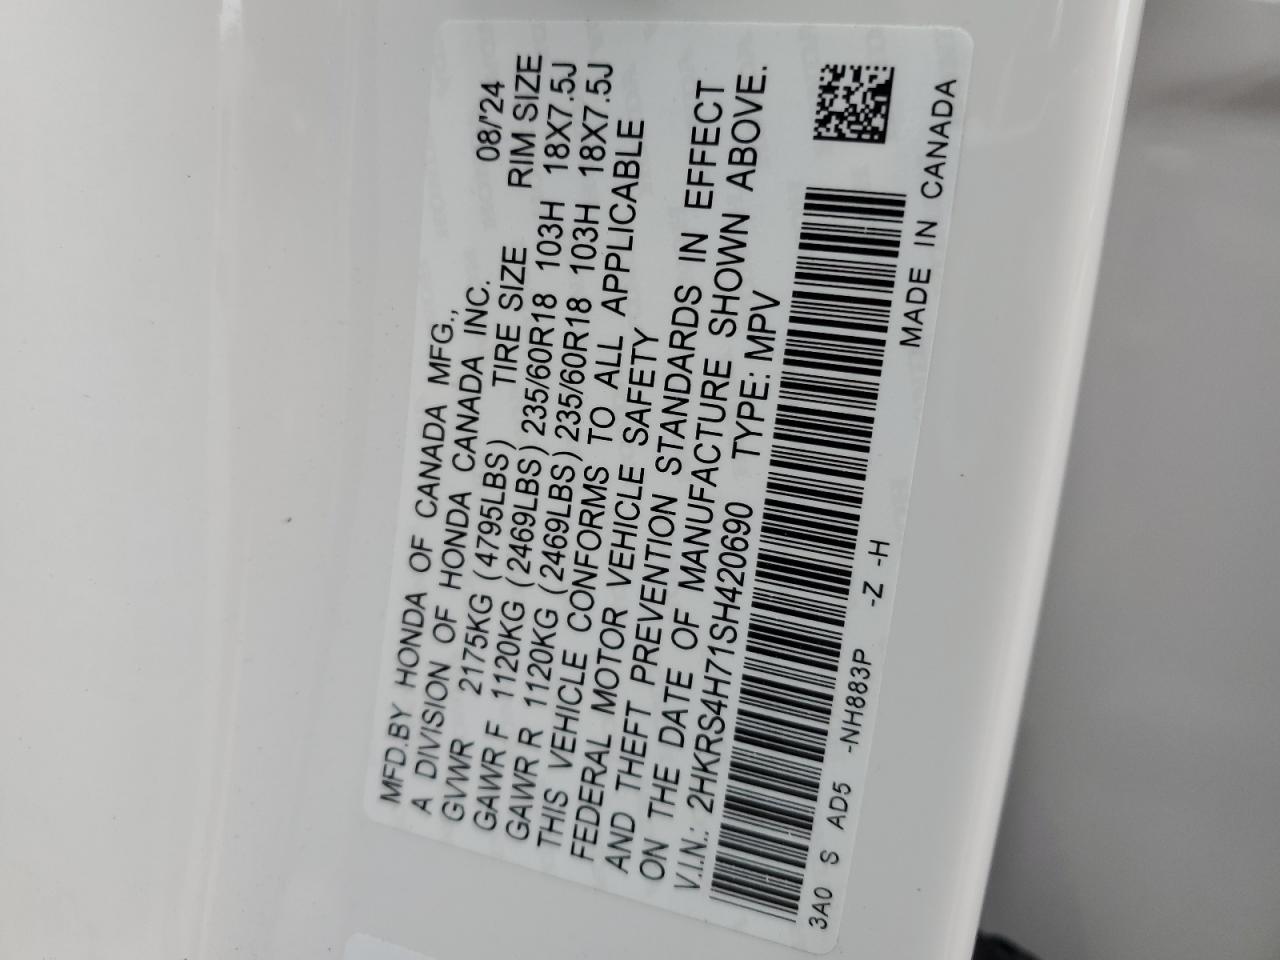 MFD.BY HONDA OF CANADA MFG.,
A DIVISION OF HONDA CANADA INC. 08/'24
GVWR 2175KG (4795LBS) TIRE SIZE RIM SIZE
GAWR F 1120KG (2469LBS) 235/60R18 103H 18X7.5J
GAWR R 1120KG (2469LBS) 235/60R18 103H 18X7.5J
THIS VEHICLE CONFORMS TO ALL APPLICABLE
FEDERAL MOTOR VEHICLE SAFETY
AND THEFT PREVENTION STANDARDS IN EFFECT
ON THE DATE OF MANUFACTURE SHOWN ABOVE.
V.I.N.: 2HKRS4H71SH420690 TYPE: MPV
3A0 S AD5 -NH883P -Z -H MADE IN CANADA